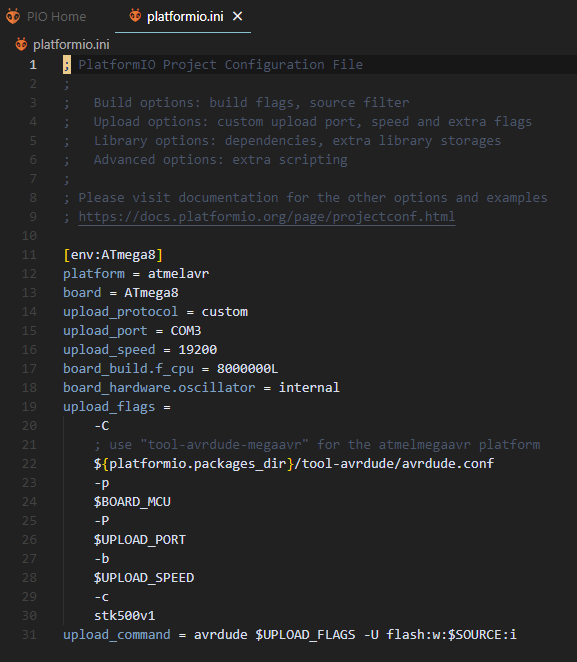 PIO Home platformio.ini ×
platformio.ini
1 ; PlatformIO Project Configuration File
2 ;
3 ;   Build options: build flags, source filter
4 ;   Upload options: custom upload port, speed and extra flags
5 ;   Library options: dependencies, extra library storages
6 ;   Advanced options: extra scripting
7 ;
8 ; Please visit documentation for the other options and examples
9 ; https://docs.platformio.org/page/projectconf.html
10
11 [env:ATmega8]
12 platform = atmelavr
13 board = ATmega8
14 upload_protocol = custom
15 upload_port = COM3
16 upload_speed = 19200
17 board_build.f_cpu = 8000000L
18 board_hardware.oscillator = internal
19 upload_flags =
20     -C
21     ; use "tool-avrdude-megaavr" for the atmelmegaavr platform
22     ${platformio.packages_dir}/tool-avrdude/avrdude.conf
23     -p
24     $BOARD_MCU
25     -P
26     $UPLOAD_PORT
27     -b
28     $UPLOAD_SPEED
29     -c
30     stk500v1
31 upload_command = avrdude $UPLOAD_FLAGS -U flash:w:$SOURCE:i